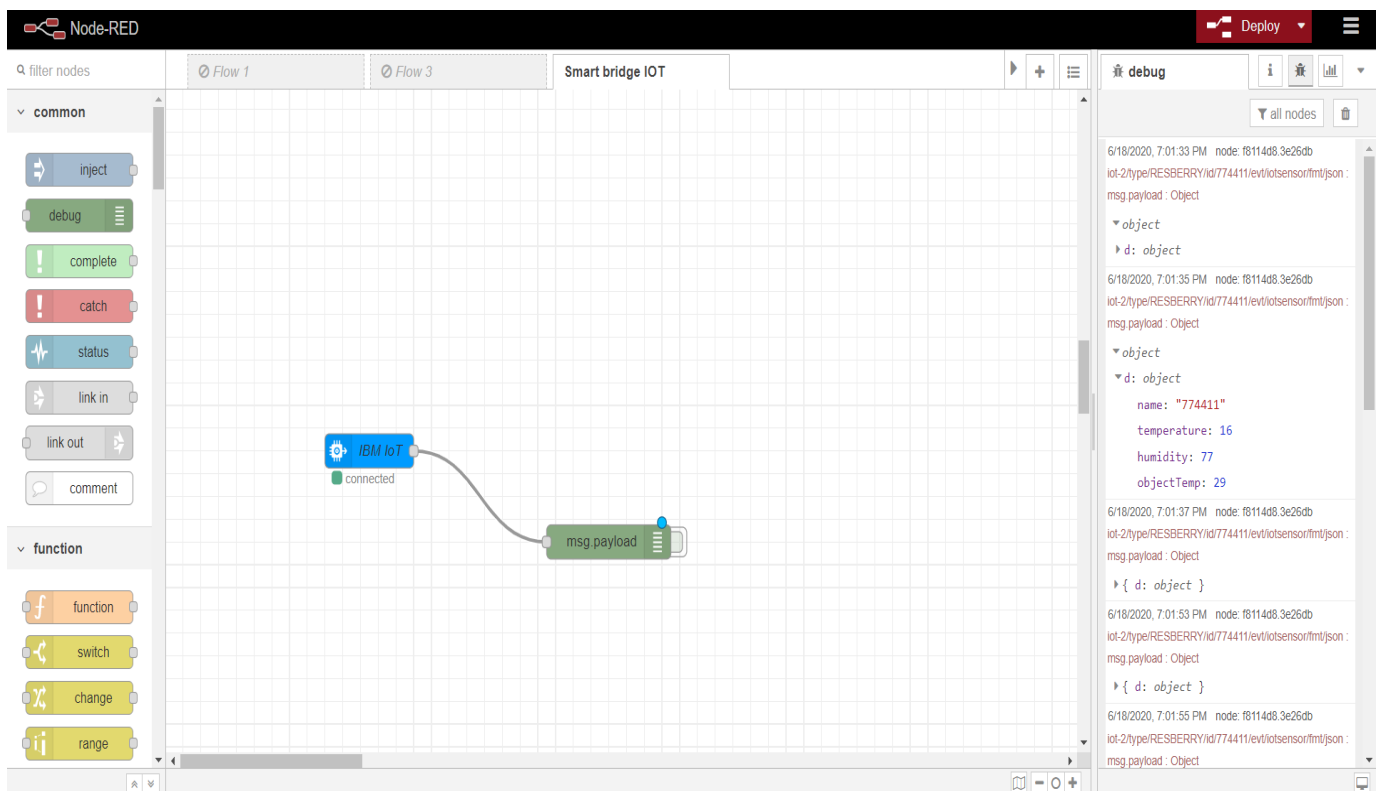 Node-RED
Deploy
filter nodes
Flow 1
Flow 3
Smart bridge IOT
debug
i
all nodes
common
inject
debug
complete
catch
status
link in
link out
comment
function
function
switch
change
range
IBM IoT
connected
msg.payload
6/18/2020, 7:01:33 PM node: f8114d8.3e26db
iot-2/type/RESBERRY/id/774411/evt/iotsensor/fmt/json :
msg.payload : Object
object
d: object
6/18/2020, 7:01:35 PM node: f8114d8.3e26db
iot-2/type/RESBERRY/id/774411/evt/iotsensor/fmt/json :
msg.payload : Object
object
d: object
name: "774411"
temperature: 16
humidity: 77
objectTemp: 29
6/18/2020, 7:01:37 PM node: f8114d8.3e26db
iot-2/type/RESBERRY/id/774411/evt/iotsensor/fmt/json :
msg.payload : Object
{ d: object }
6/18/2020, 7:01:53 PM node: f8114d8.3e26db
iot-2/type/RESBERRY/id/774411/evt/iotsensor/fmt/json :
msg.payload : Object
{ d: object }
6/18/2020, 7:01:55 PM node: f8114d8.3e26db
iot-2/type/RESBERRY/id/774411/evt/iotsensor/fmt/json :
msg.payload : Object